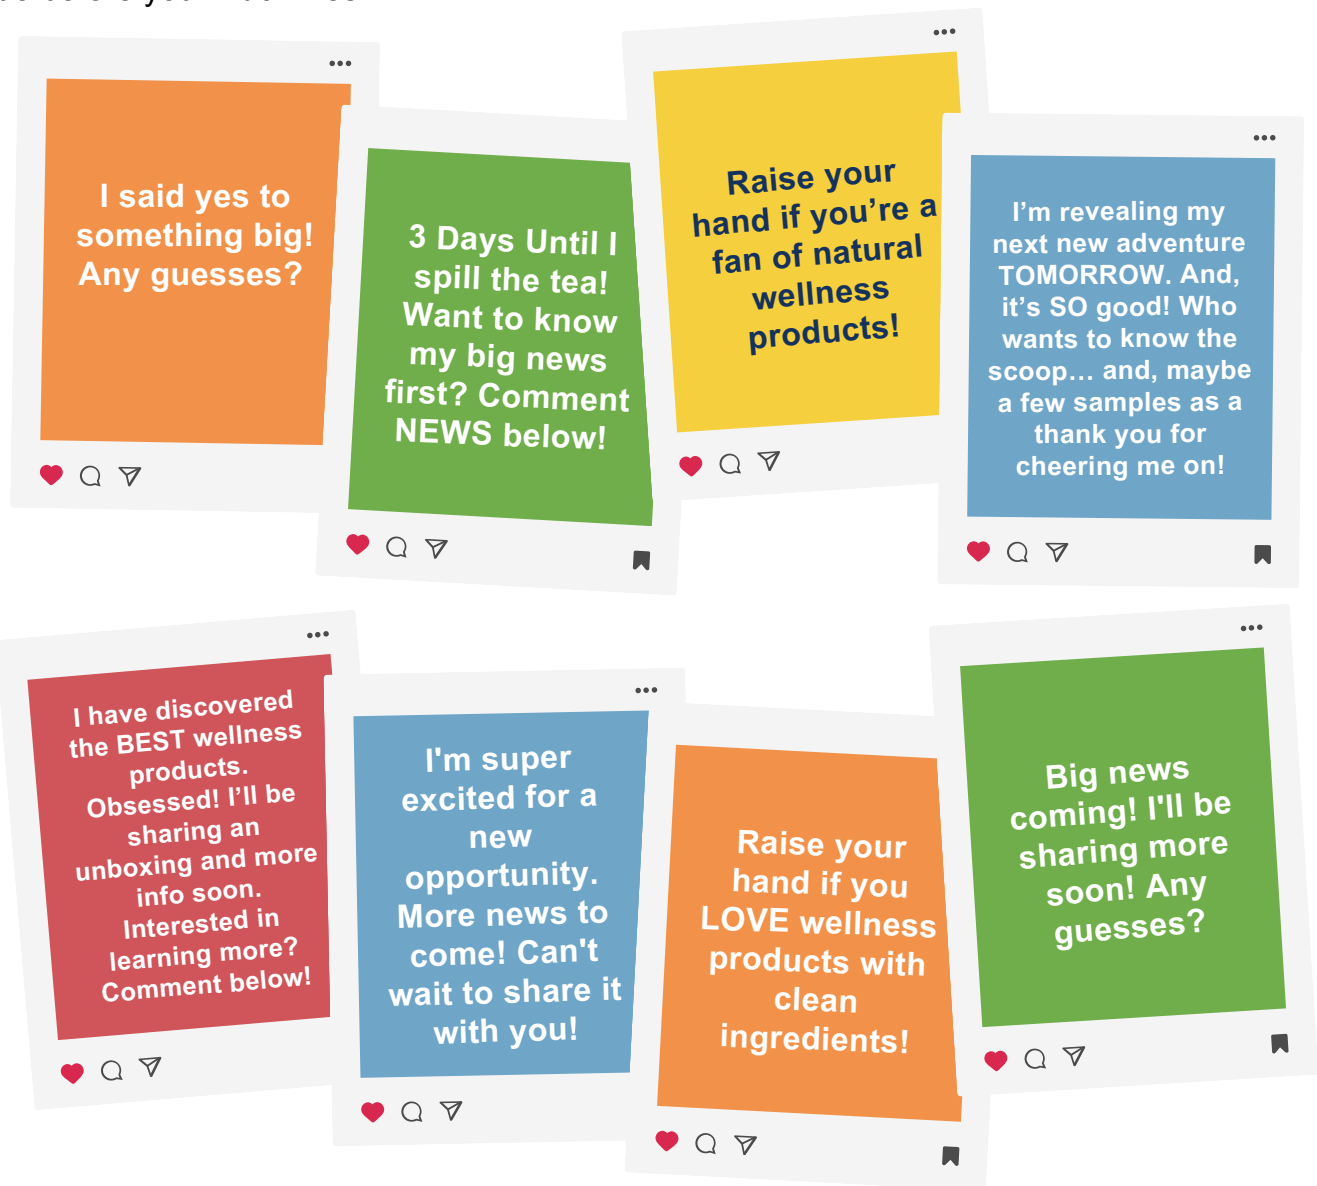 I said yes to
something big!
Any guesses?
3 Days Until I
spill the tea!
Want to know
my big news
first? Comment
NEWS below!
Raise your
hand if you’re a
fan of natural
wellness
products!
I’m revealing my
next new adventure
TOMORROW. And,
it’s SO good! Who
wants to know the
scoop… and, maybe
a few samples as a
thank you for
cheering me on!
I have discovered
the BEST wellness
products.
Obsessed! I’ll be
sharing an
unboxing and more
info soon.
Interested in
learning more?
Comment below!
I'm super
excited for a
new
opportunity.
More news to
come! Can't
wait to share it
with you!
Raise your
hand if you
LOVE wellness
products with
clean
ingredients!
Big news
coming! I'll be
sharing more
soon! Any
guesses?